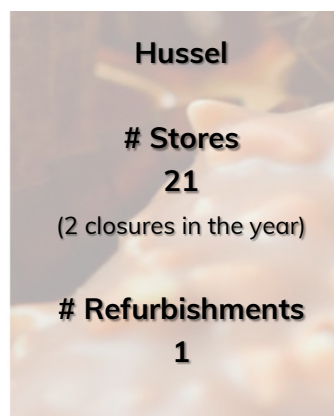 Hussel
# Stores
21
(2 closures in the year)
# Refurbishments
1